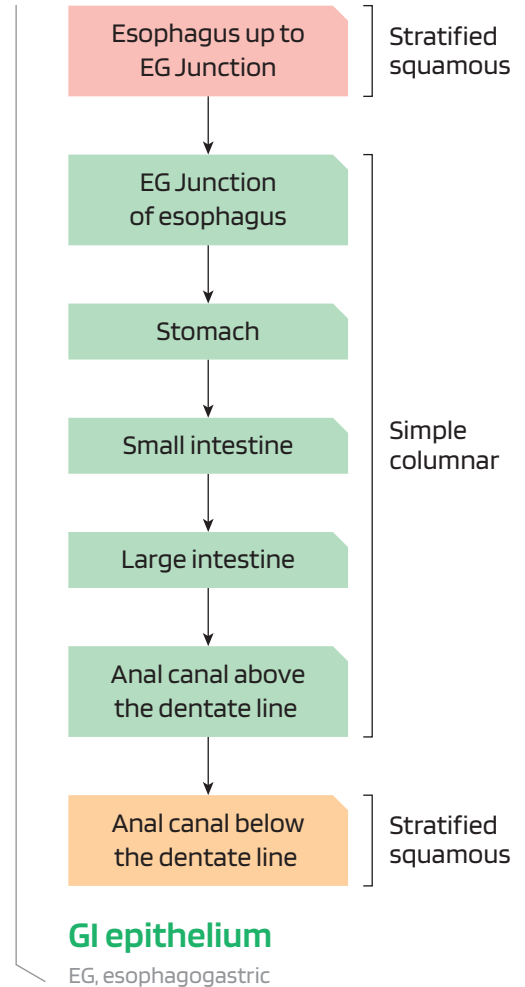 Esophagus up to
EG Junction
Stratified
squamous
EG Junction
of esophagus
Stomach
Small intestine
Simple
columnar
Large intestine
Anal canal above
the dentate line
Anal canal below
the dentate line
Stratified
squamous
GI epithelium
EG, esophagogastric